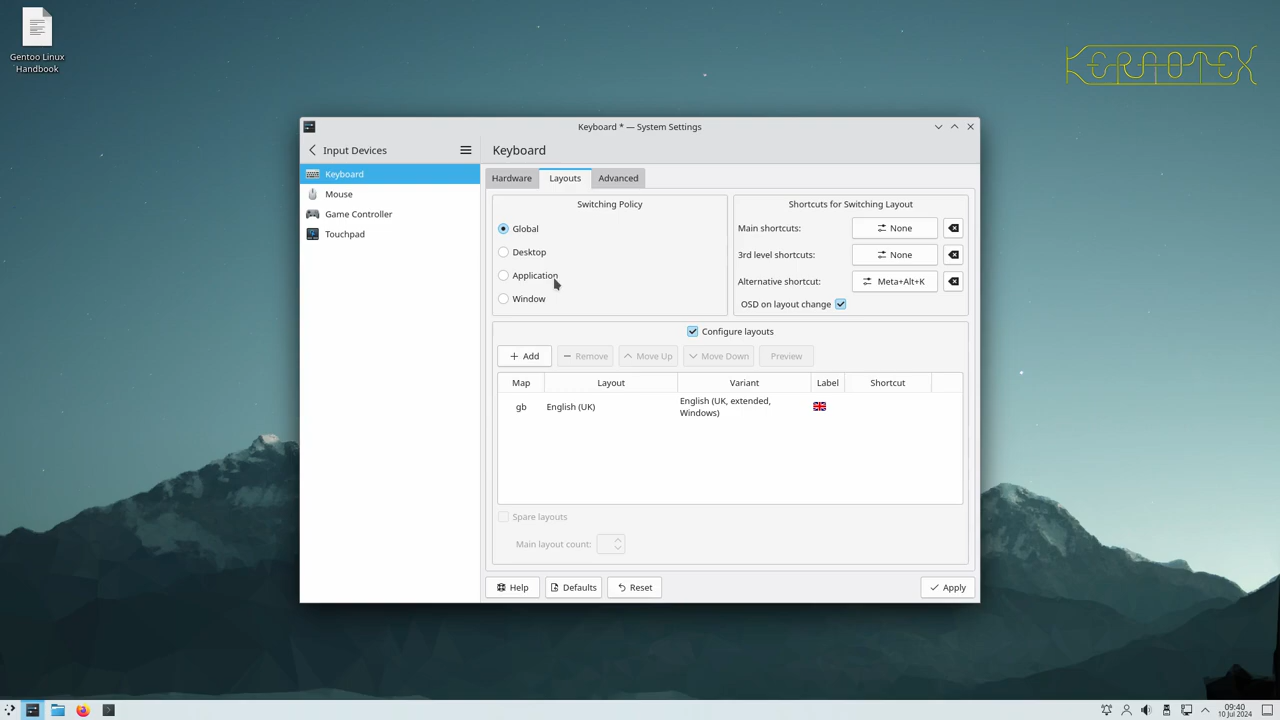 Gentoo Linux
Handbook
KERAOTEX
Keyboard * — System Settings
Input Devices
Keyboard
Keyboard
Mouse
Game Controller
Touchpad
Hardware
Layouts
Advanced
Switching Policy
Global
Desktop
Application
Window
Shortcuts for Switching Layout
Main shortcuts:
None
3rd level shortcuts:
None
Alternative shortcut:
Meta+Alt+K
OSD on layout change
Configure layouts
Add
Remove
Move Up
Move Down
Preview
Map
Layout
Variant
Label
Shortcut
gb
English (UK)
English (UK, extended,
Windows)
Spare layouts
Main layout count:
Help
Defaults
Reset
Apply
09:40
10 Jul 2024